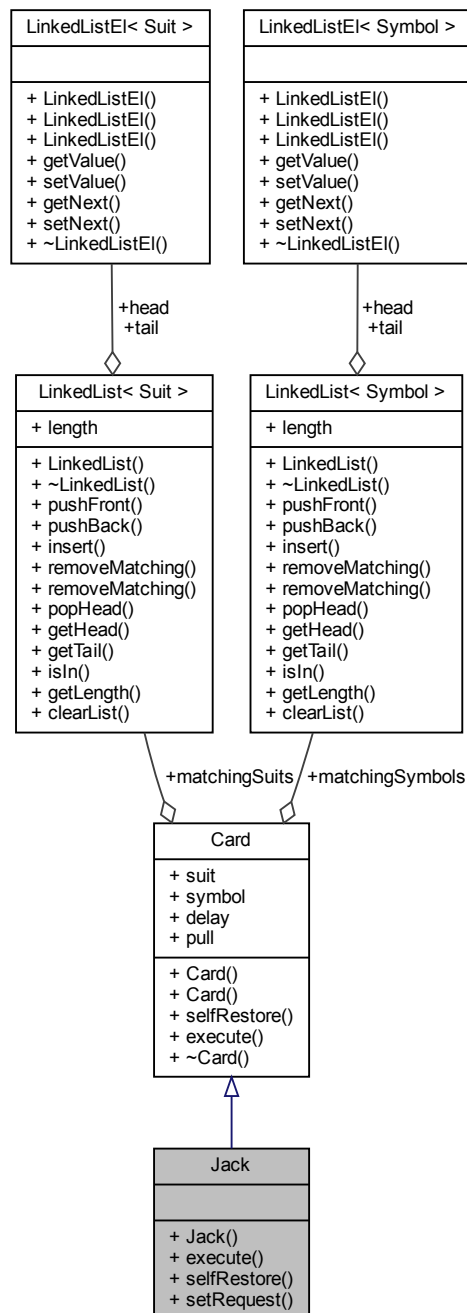 LinkedListEl< Suit >
+ LinkedListEl()
+ LinkedListEl()
+ LinkedListEl()
+ getValue()
+ setValue()
+ getNext()
+ setNext()
+ ~LinkedListEl()
LinkedListEl< Symbol >
+ LinkedListEl()
+ LinkedListEl()
+ LinkedListEl()
+ getValue()
+ setValue()
+ getNext()
+ setNext()
+ ~LinkedListEl()
+head
+tail
+head
+tail
LinkedList< Suit >
+ length
+ LinkedList()
+ ~LinkedList()
+ pushFront()
+ pushBack()
+ insert()
+ removeMatching()
+ removeMatching()
+ popHead()
+ getHead()
+ getTail()
+ isIn()
+ getLength()
+ clearList()
LinkedList< Symbol >
+ length
+ LinkedList()
+ ~LinkedList()
+ pushFront()
+ pushBack()
+ insert()
+ removeMatching()
+ removeMatching()
+ popHead()
+ getHead()
+ getTail()
+ isIn()
+ getLength()
+ clearList()
+matchingSuits
+matchingSymbols
Card
+ suit
+ symbol
+ delay
+ pull
+ Card()
+ Card()
+ selfRestore()
+ execute()
+ ~Card()
Jack
+ Jack()
+ execute()
+ selfRestore()
+ setRequest()